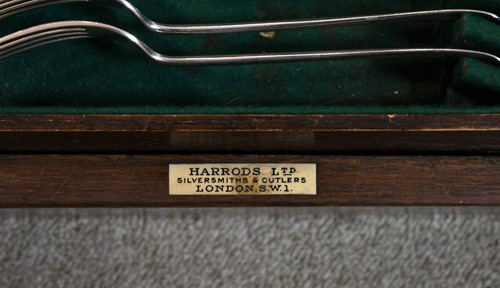 HARRODS LTD
SILVERSMITHS & CUTLERS
LONDON.S.W.1.